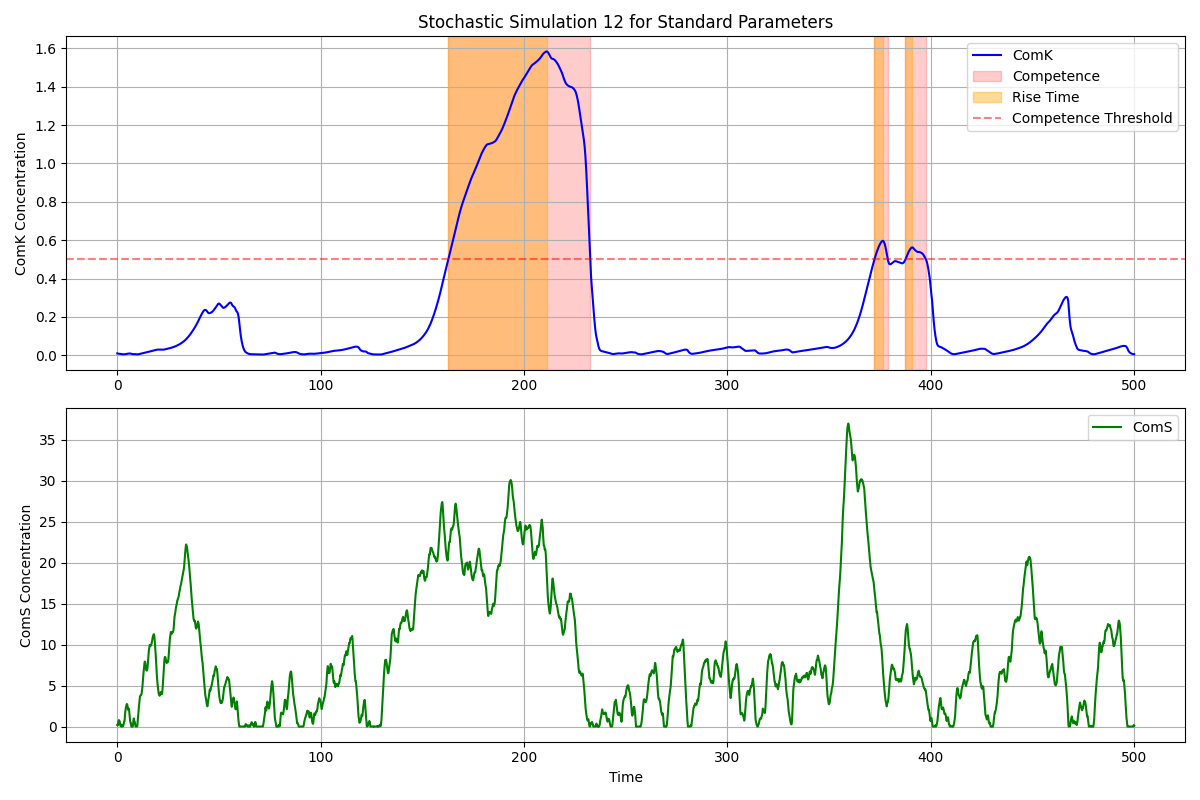 Stochastic Simulation 12 for Standard Parameters
ComK Concentration
1.6
1.4
1.2
1.0
0.8
0.6
0.4
0.2
0.0
ComK
Competence
Rise Time
Competence Threshold
0 100 200 300 400 500
ComS Concentration
35
30
25
20
15
10
5
0
ComS
0 100 200 300 400 500
Time